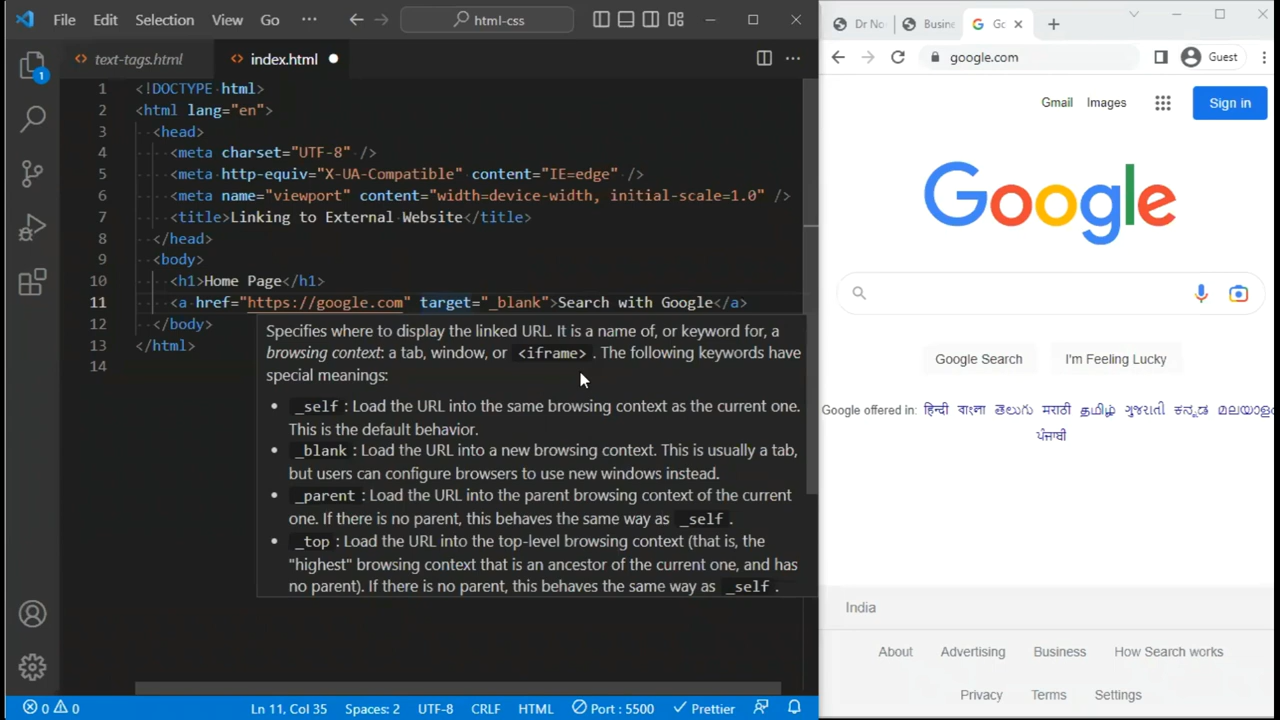 File Edit Selection View Go ··· html-css
text-tags.html index.html
1 <!DOCTYPE html>
2 <html lang="en">
3 <head>
4 <meta charset="UTF-8" />
5 <meta http-equiv="X-UA-Compatible" content="IE=edge" />
6 <meta name="viewport" content="width=device-width, initial-scale=1.0" />
7 <title>Linking to External Website</title>
8 </head>
9 <body>
10 <h1>Home Page</h1>
11 <a href="https://google.com" target="_blank">Search with Google</a>
12 </body>
13 </html>
14
Specifies where to display the linked URL. It is a name of, or keyword for, a
browsing context: a tab, window, or <iframe>. The following keywords have
special meanings:
• _self : Load the URL into the same browsing context as the current one.
This is the default behavior.
• _blank : Load the URL into a new browsing context. This is usually a tab,
but users can configure browsers to use new windows instead.
• _parent : Load the URL into the parent browsing context of the current
one. If there is no parent, this behaves the same way as _self .
• _top : Load the URL into the top-level browsing context (that is, the
"highest" browsing context that is an ancestor of the current one, and has
no parent). If there is no parent, this behaves the same way as _self .
1
0 0 Ln 11, Col 35 Spaces: 2 UTF-8 CRLF HTML Port : 5500 Prettier
Dr No Busine Go
google.com Guest
Gmail Images Sign in
Google
Google Search I'm Feeling Lucky
Google offered in: हिन्दी বাংলা తెలుగు मराठी தமிழ் ગુજરાતી ಕನ್ನಡ മലയാളം
ਪੰਜਾਬੀ
India
About Advertising Business How Search works
Privacy Terms Settings